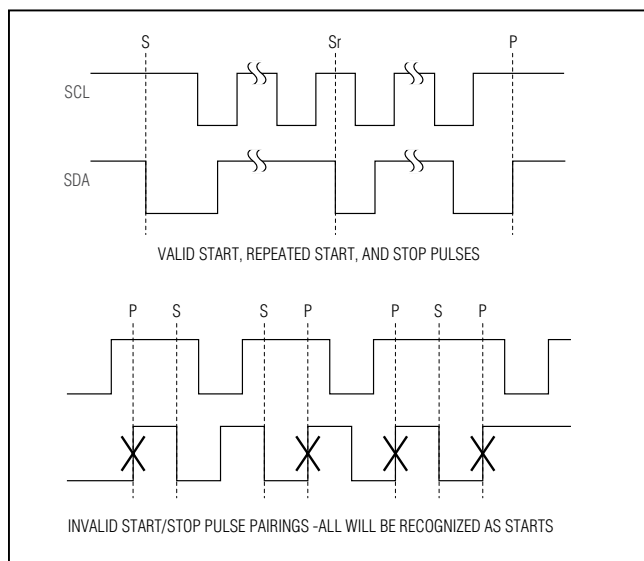 S Sr P
SCL
SDA
VALID START, REPEATED START, AND STOP PULSES
P S S P P S P
INVALID START/STOP PULSE PAIRINGS -ALL WILL BE RECOGNIZED AS STARTS